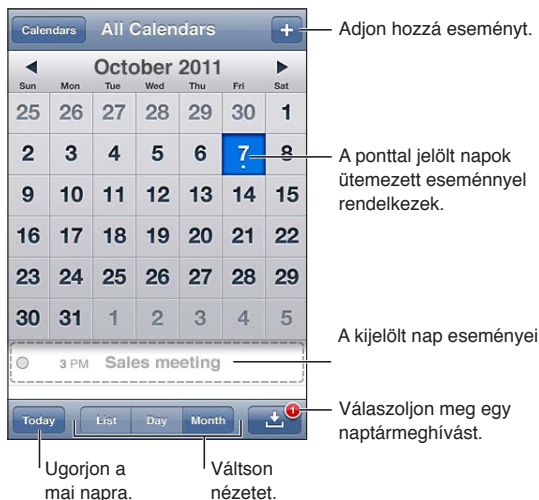 Calendars All Calendars +
Adjon hozzá eseményt.
October 2011
Sun Mon Tue Wed Thu Fri Sat
25 26 27 28 29 30 1
2 3 4 5 6 7 8
A ponttal jelölt napok
ütemezett eseménnyel
rendelkezek.
9 10 11 12 13 14 15
16 17 18 19 20 21 22
23 24 25 26 27 28 29
30 31 1 2 3 4 5
A kijelölt nap eseményei
3 PM Sales meeting
Today List Day Month 1
Válaszoljon meg egy
naptármeghívást.
Ugorjon a
mai napra.
Váltson
nézetet.